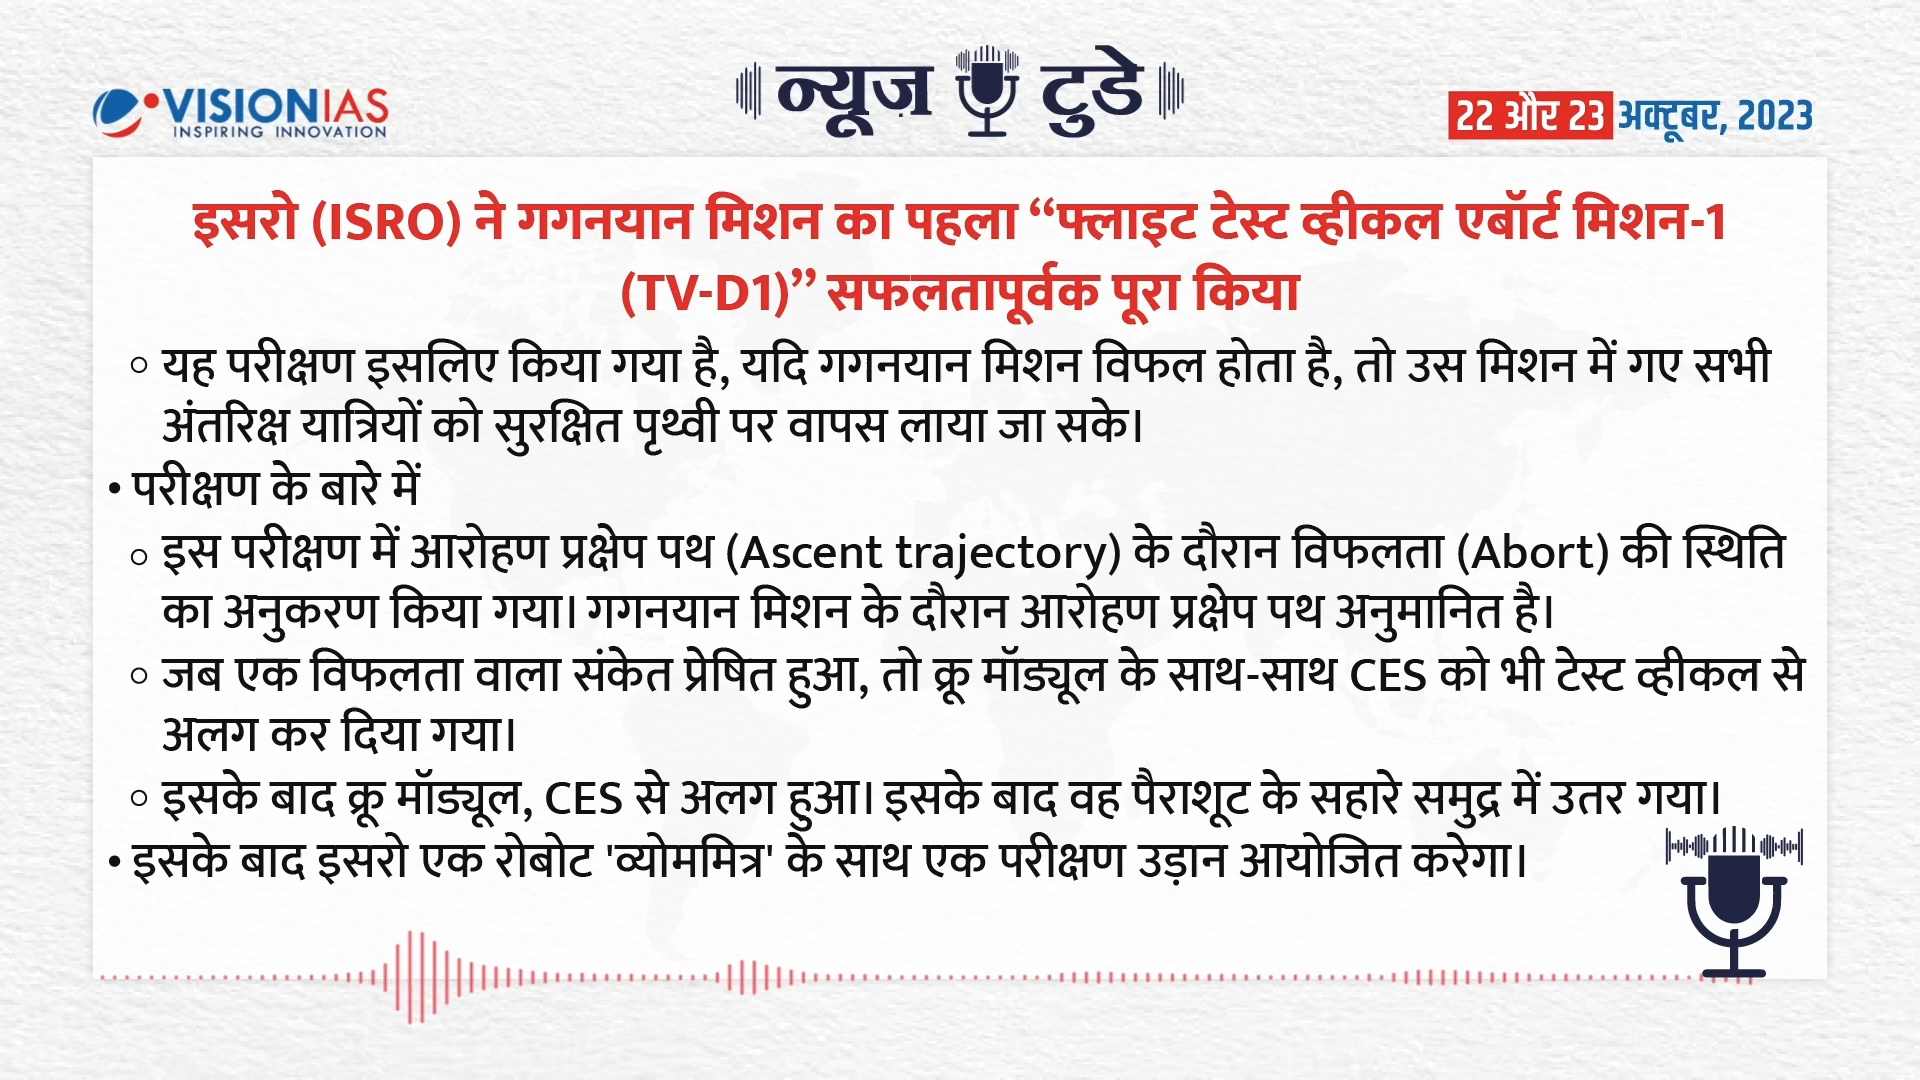 VISIONIAS
INSPIRING INNOVATION
न्यूज़ टुडे
22 और 23 अक्टूबर, 2023
इसरो (ISRO) ने गगनयान मिशन का पहला “फ्लाइट टेस्ट व्हीकल एबॉर्ट मिशन-1
(TV-D1)” सफलतापूर्वक पूरा किया
○ यह परीक्षण इसलिए किया गया है, यदि गगनयान मिशन विफल होता है, तो उस मिशन में गए सभी
अंतरिक्ष यात्रियों को सुरक्षित पृथ्वी पर वापस लाया जा सके।
• परीक्षण के बारे में
○ इस परीक्षण में आरोहण प्रक्षेप पथ (Ascent trajectory) के दौरान विफलता (Abort) की स्थिति
का अनुकरण किया गया। गगनयान मिशन के दौरान आरोहण प्रक्षेप पथ अनुमानित है।
○ जब एक विफलता वाला संकेत प्रेषित हुआ, तो क्रू मॉड्यूल के साथ-साथ CES को भी टेस्ट व्हीकल से
अलग कर दिया गया।
○ इसके बाद क्रू मॉड्यूल, CES से अलग हुआ। इसके बाद वह पैराशूट के सहारे समुद्र में उतर गया।
• इसके बाद इसरो एक रोबोट 'व्योममित्र' के साथ एक परीक्षण उड़ान आयोजित करेगा।